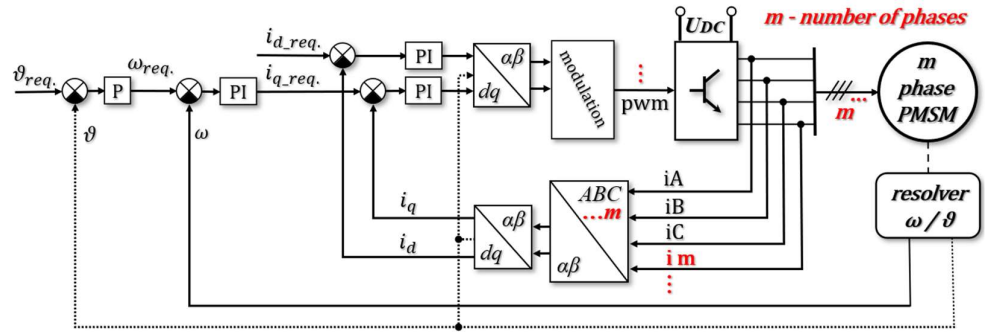 m - number of phases
U_DC
i_d_req.
PI
αβ
dq
modulation
pwm
m...
m
phase
PMSM
ϑ_req.
P
ω_req.
PI
i_q_req.
PI
ϑ
ω
i_q
i_d
αβ
dq
ABC
...m
αβ
iA
iB
iC
i m
resolver
ω / ϑ